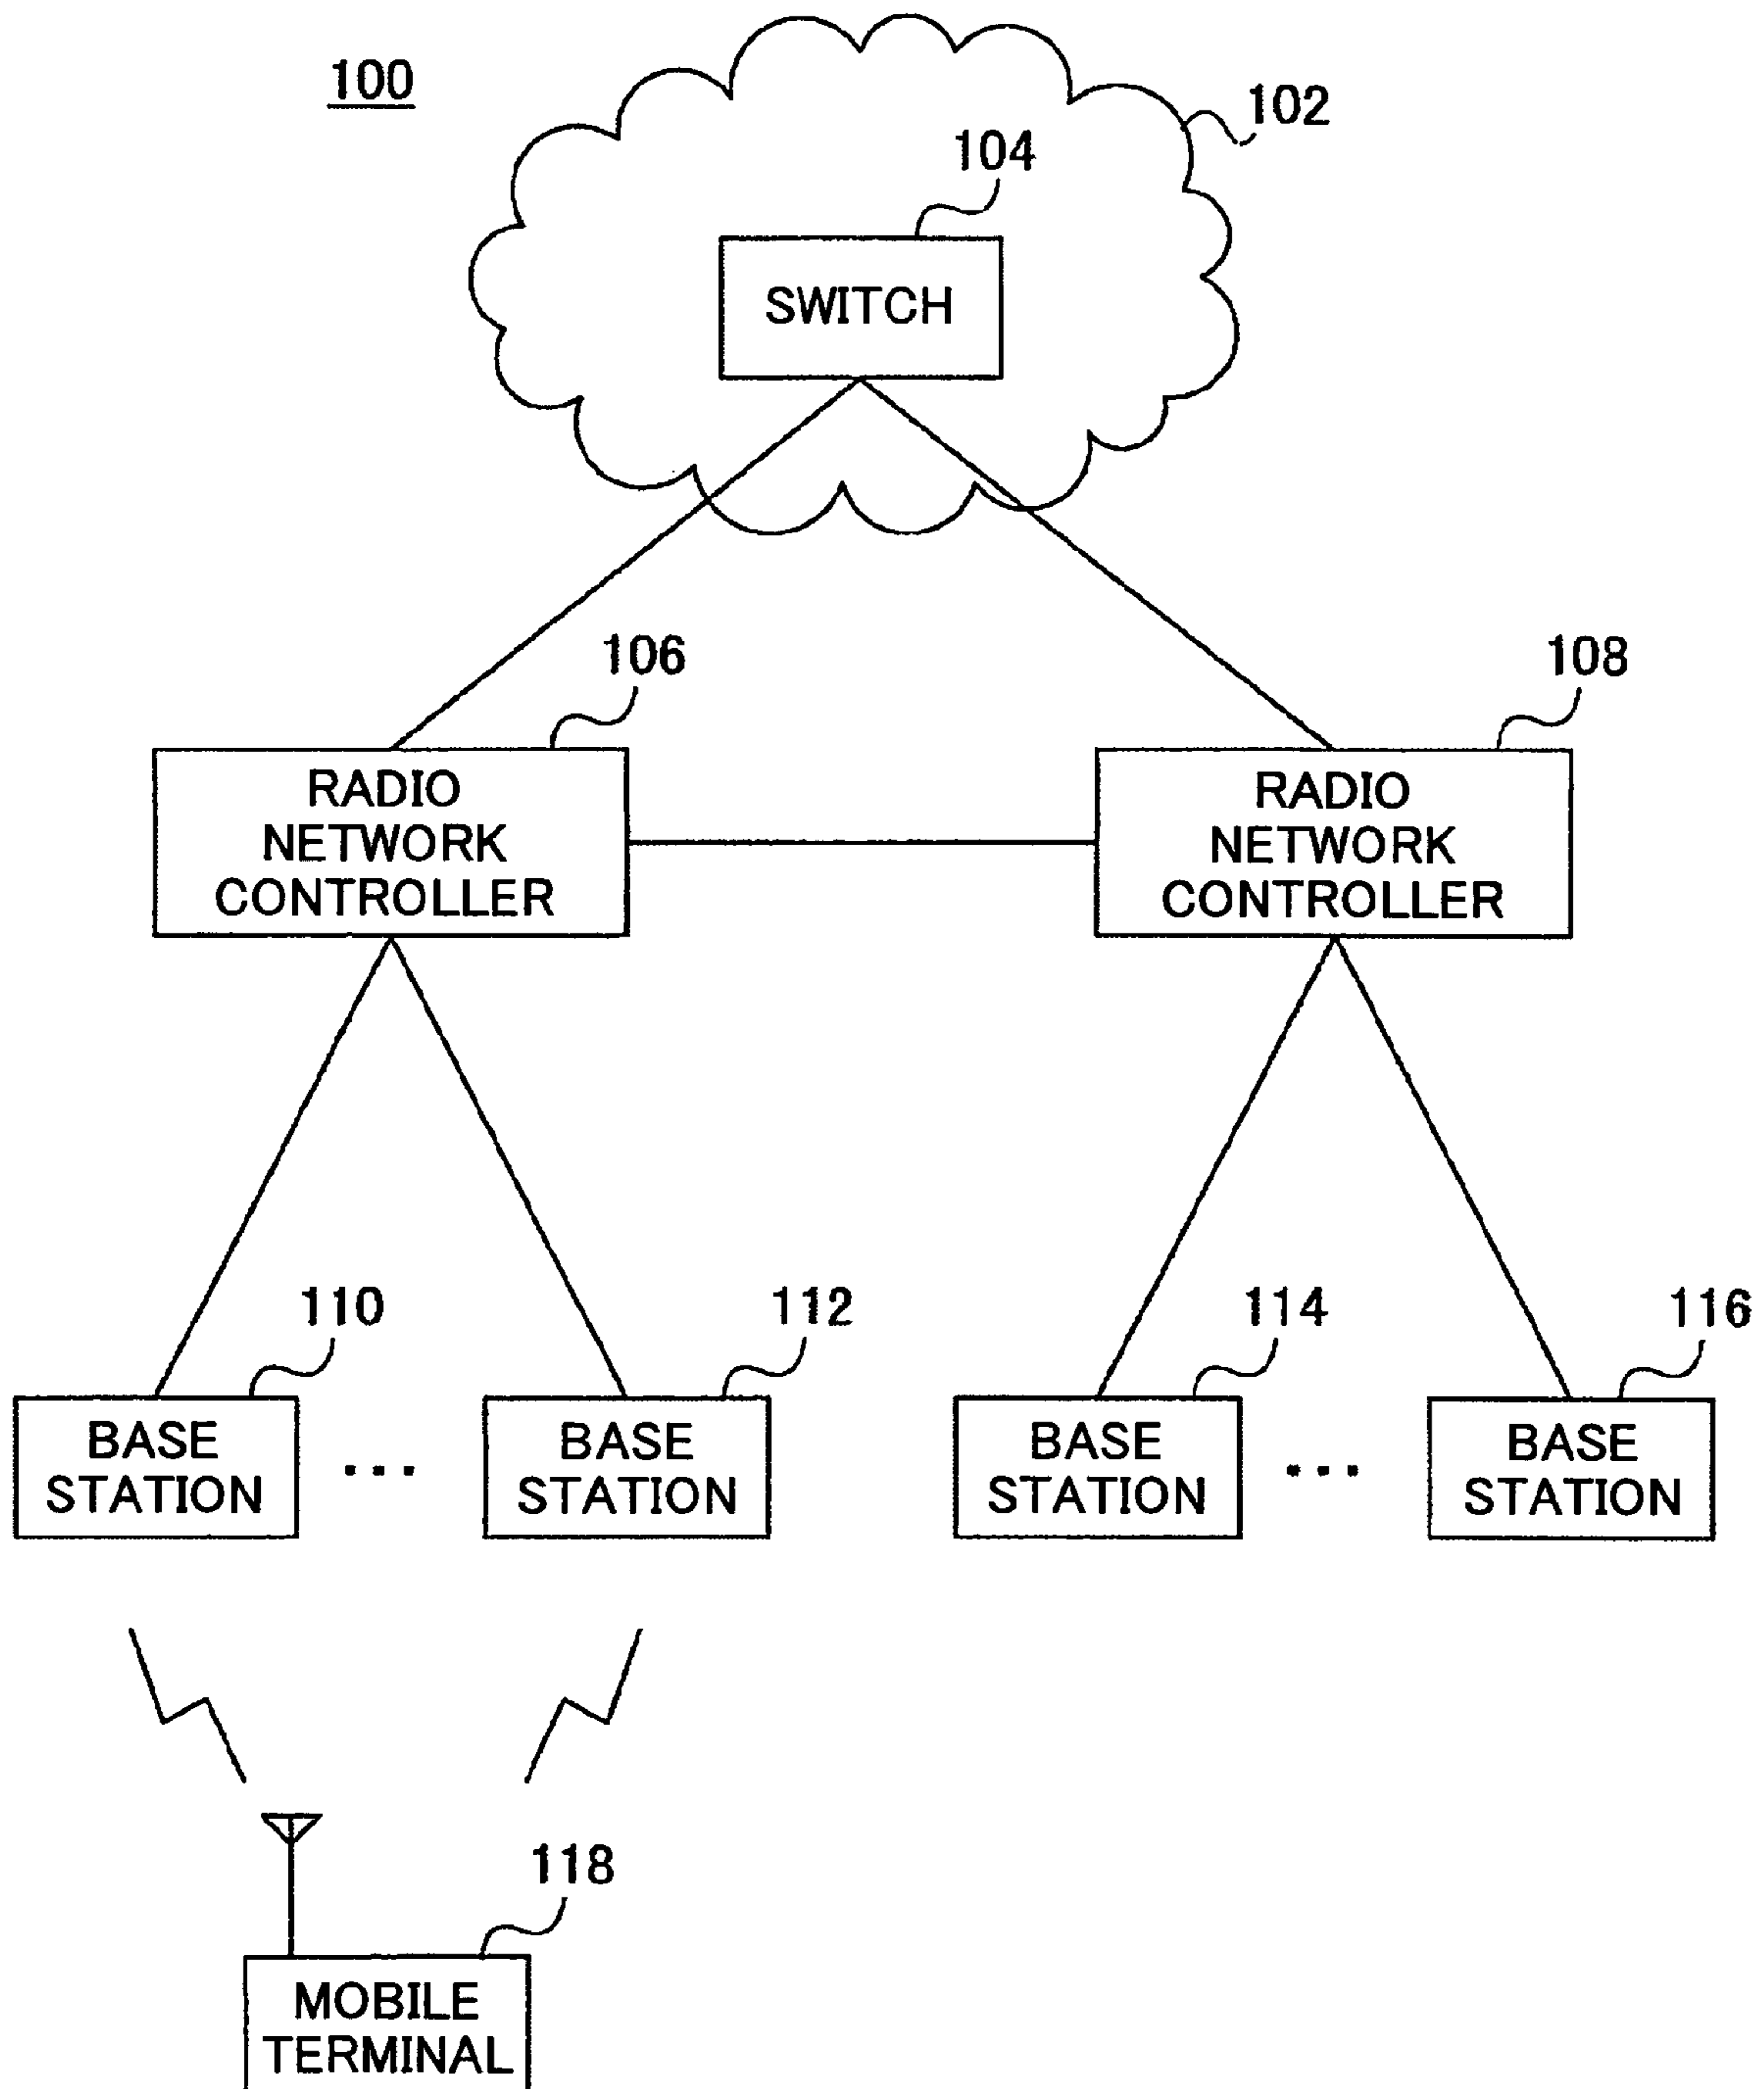 100
102
104
SWITCH
106
108
RADIO
NETWORK
CONTROLLER
RADIO
NETWORK
CONTROLLER
110
112
114
116
BASE
STATION
...
BASE
STATION
BASE
STATION
...
BASE
STATION
118
MOBILE
TERMINAL